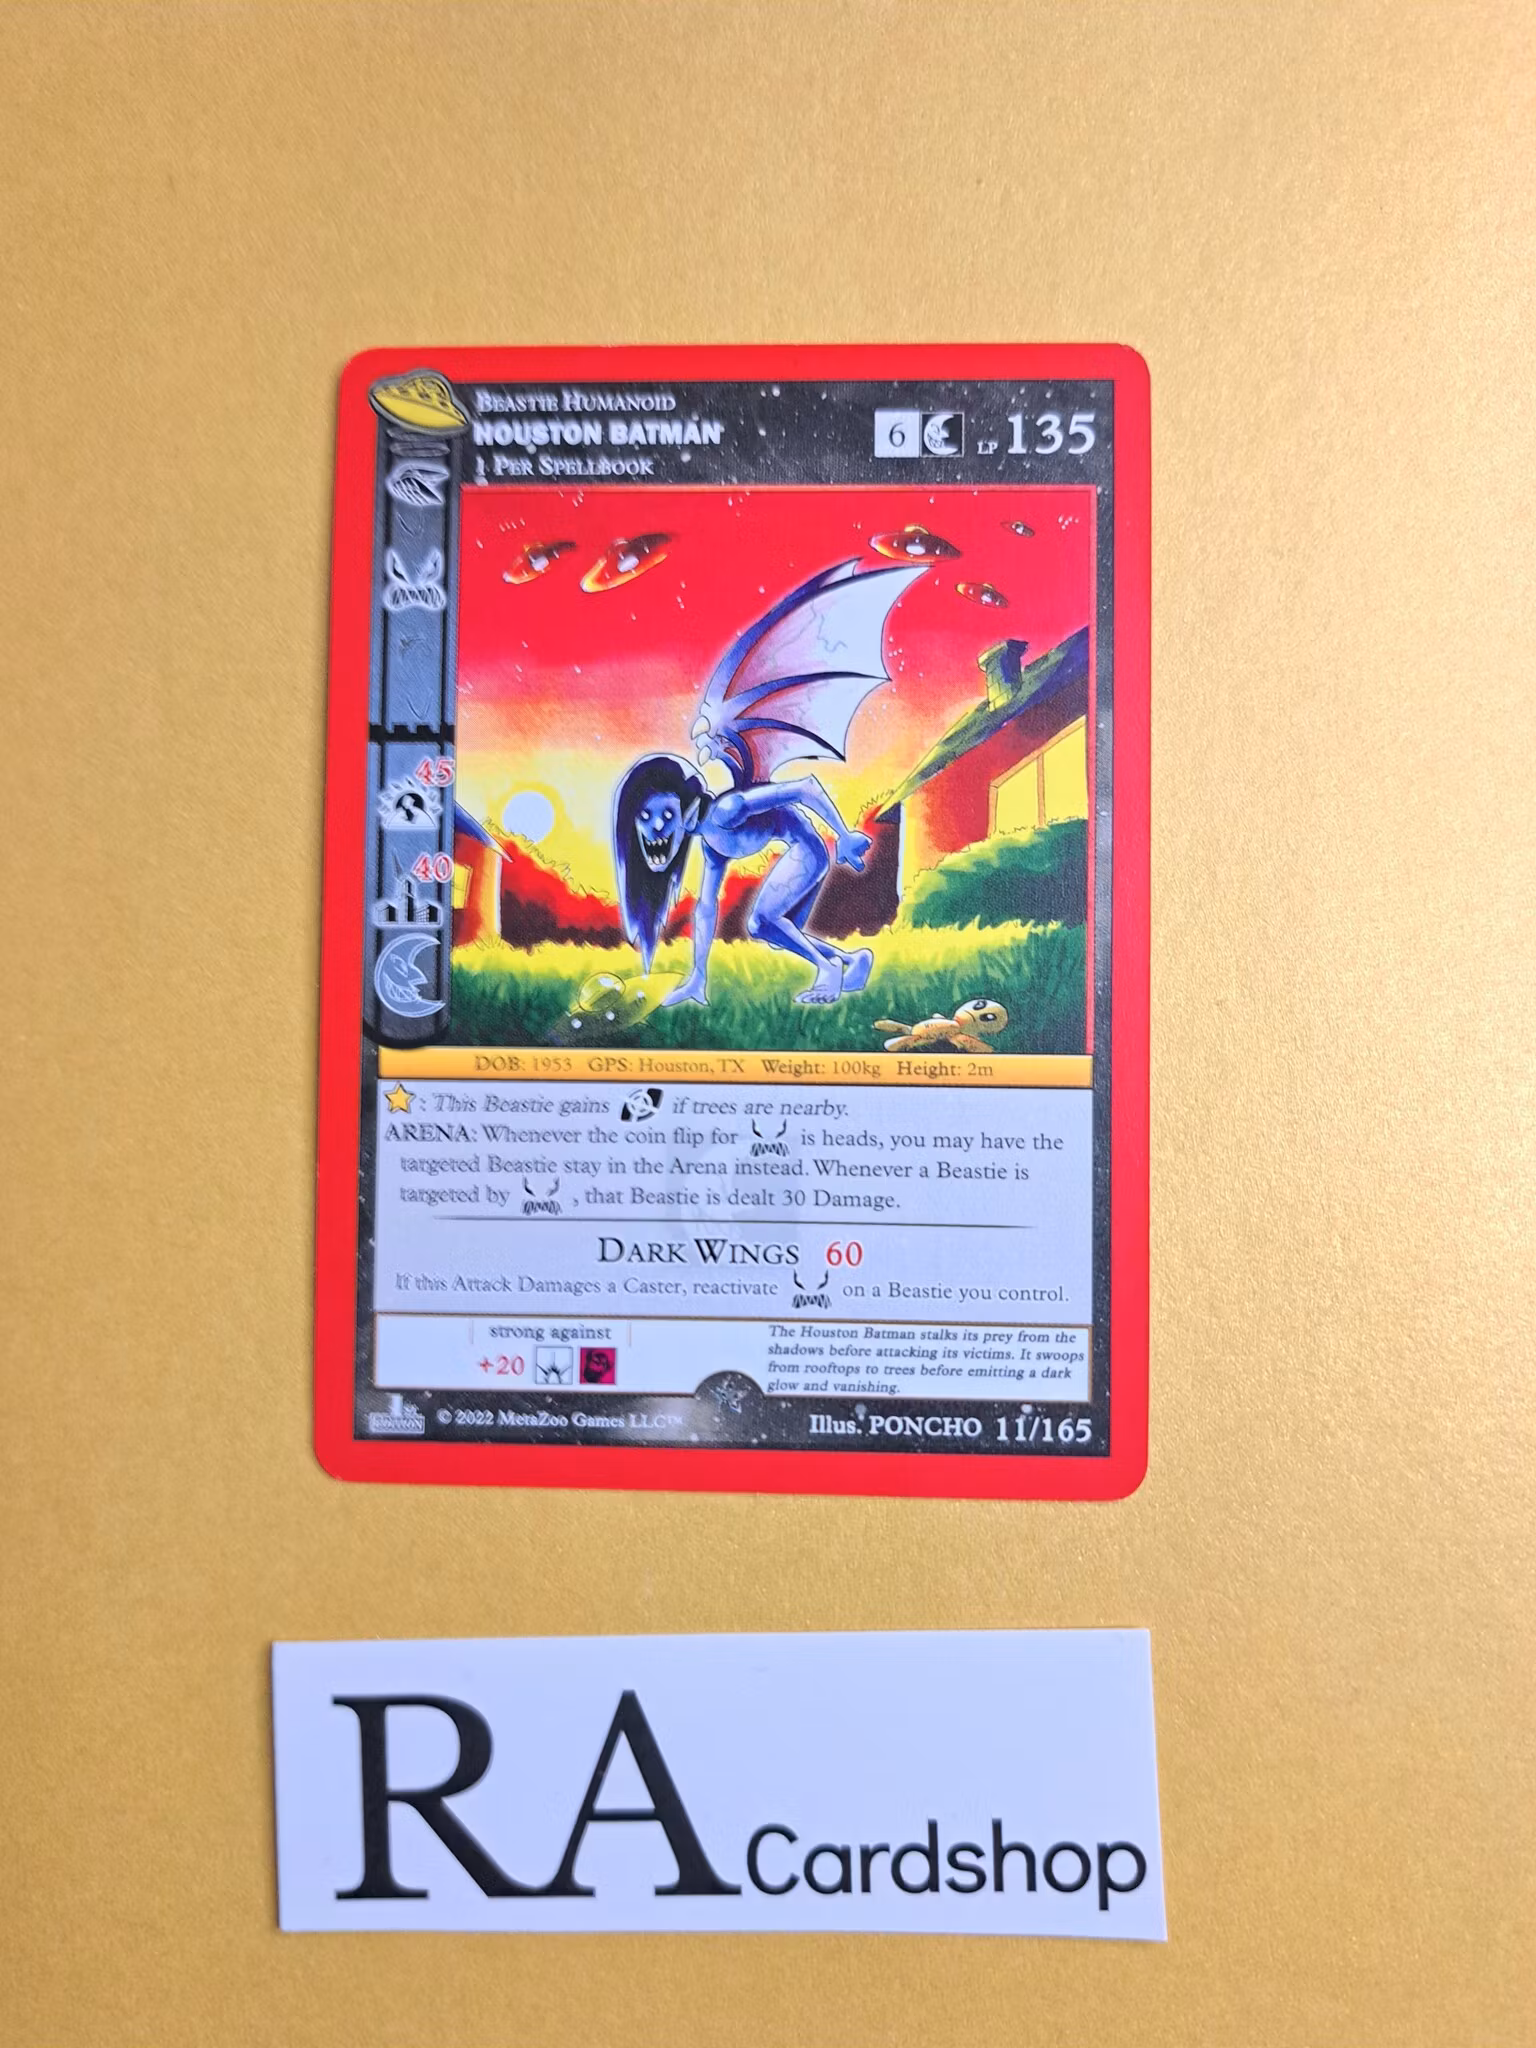 BEASTIE HUMANOID
HOUSTON BATMAN
1 PER SPELLBOOK
6 LP 135
45
40
DOB: 1953 GPS: Houston, TX Weight: 100kg Height: 2m
: This Beastie gains if trees are nearby.
ARENA: Whenever the coin flip for is heads, you may have the
targeted Beastie stay in the Arena instead. Whenever a Beastie is
targeted by , that Beastie is dealt 30 Damage.
DARK WINGS 60
If this Attack Damages a Caster, reactivate on a Beastie you control.
strong against
+20
The Houston Batman stalks its prey from the
shadows before attacking its victims. It swoops
from rooftops to trees before emitting a dark
glow and vanishing.
1st
EDITION
© 2022 MetaZoo Games LLC™
Illus. PONCHO 11/165
RA Cardshop